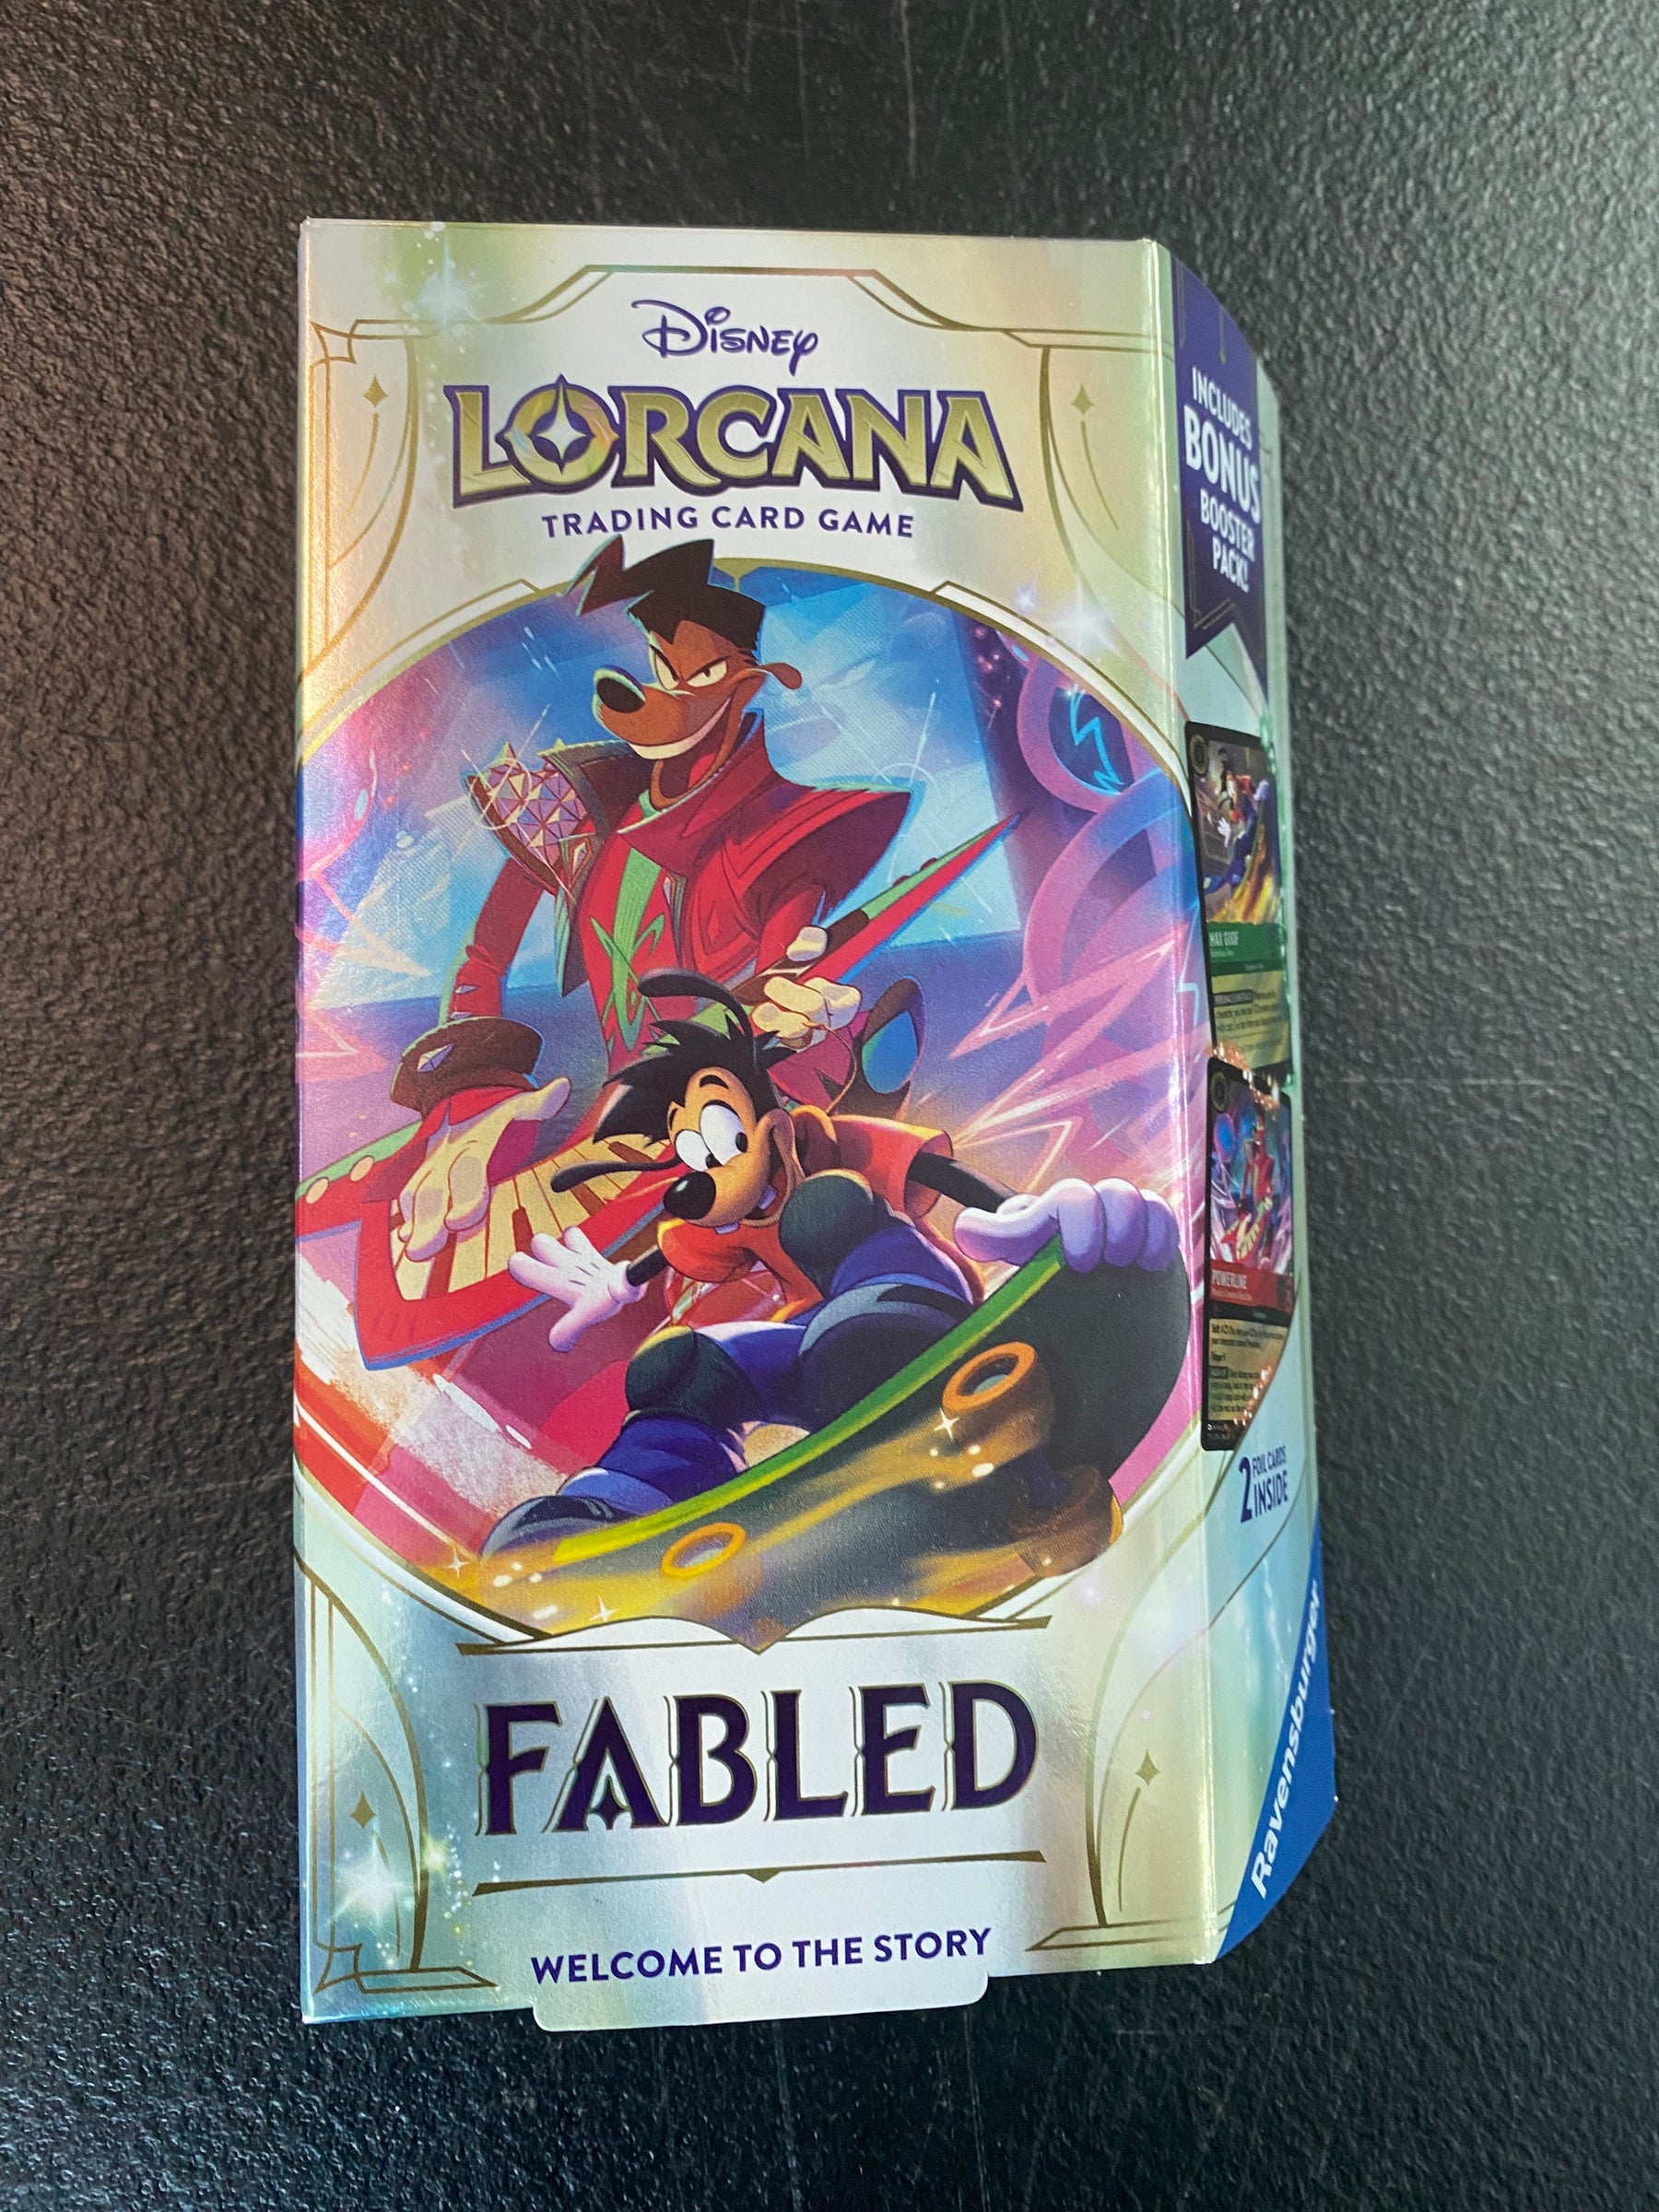 Disney
LORCANA
TRADING CARD GAME
FABLED
WELCOME TO THE STORY
INCLUDES
BONUS
BOOSTER
PACK!
MAX GOOF
POWERLINE
2 FOIL CARDS
INSIDE
Ravensburger